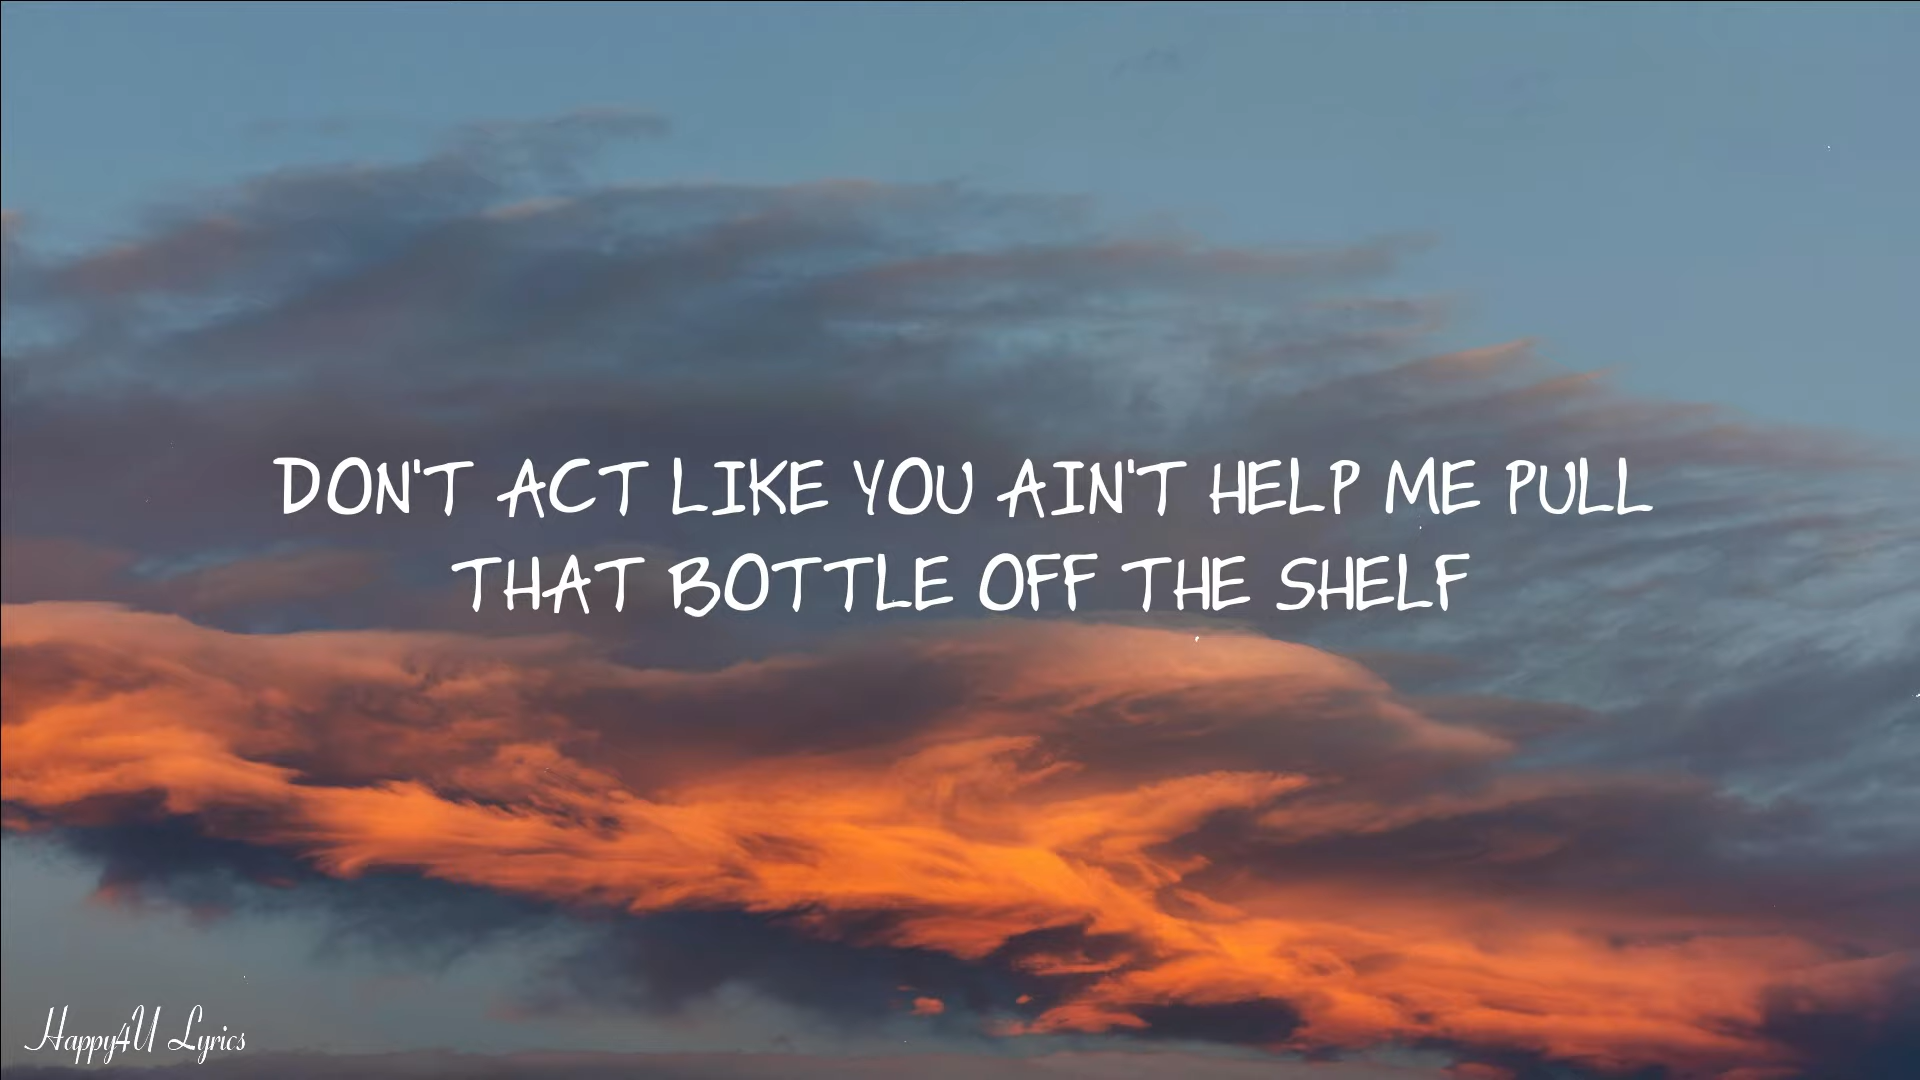 DON'T ACT LIKE YOU AIN'T HELP ME PULL
THAT BOTTLE OFF THE SHELF
Happy4U Lyrics